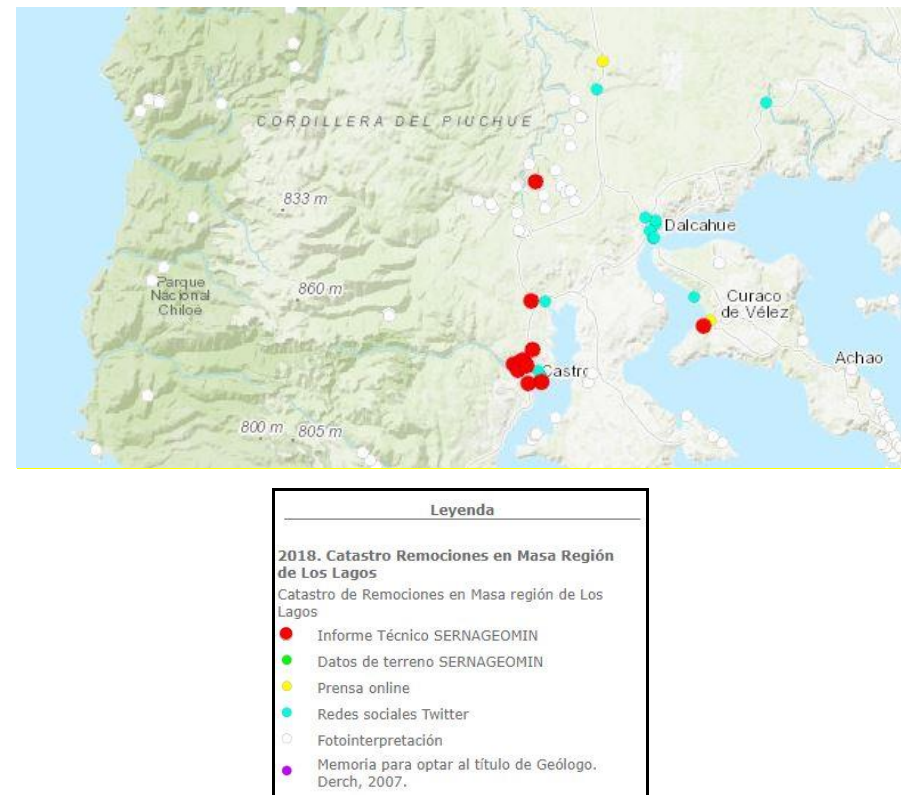 CORDILLERA DEL PIUCHUE
833 m
Dalcahue
Parque
Nacional
Chiloé
860 m
Curaco
de Vélez
Achao
Castro
800 m
805 m
Leyenda
2018. Catastro Remociones en Masa Región
de Los Lagos
Catastro de Remociones en Masa región de Los
Lagos
Informe Técnico SERNAGEOMIN
Datos de terreno SERNAGEOMIN
Prensa online
Redes sociales Twitter
Fotointerpretación
Memoria para optar al título de Geólogo.
Derch, 2007.